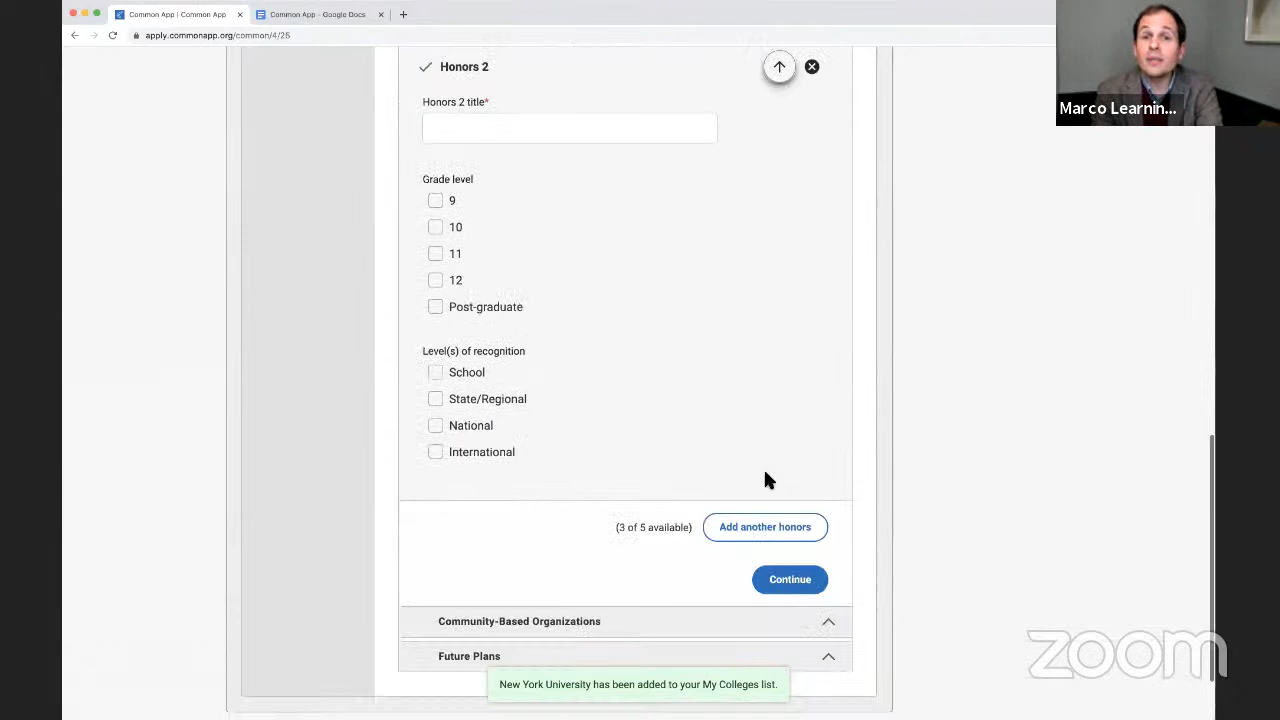 Common App | Common App
Common App - Google Docs
apply.commonapp.org/common/4/25
Marco Learnin...
Honors 2
Honors 2 title*
Grade level
9
10
11
12
Post-graduate
Level(s) of recognition
School
State/Regional
National
International
(3 of 5 available)
Add another honors
Continue
Community-Based Organizations
Future Plans
New York University has been added to your My Colleges list.
zoom